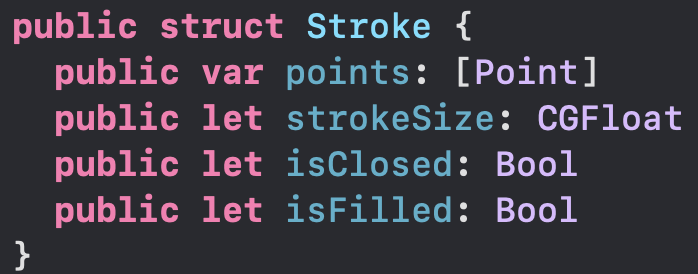 public struct Stroke {
  public var points: [Point]
  public let strokeSize: CGFloat
  public let isClosed: Bool
  public let isFilled: Bool
}